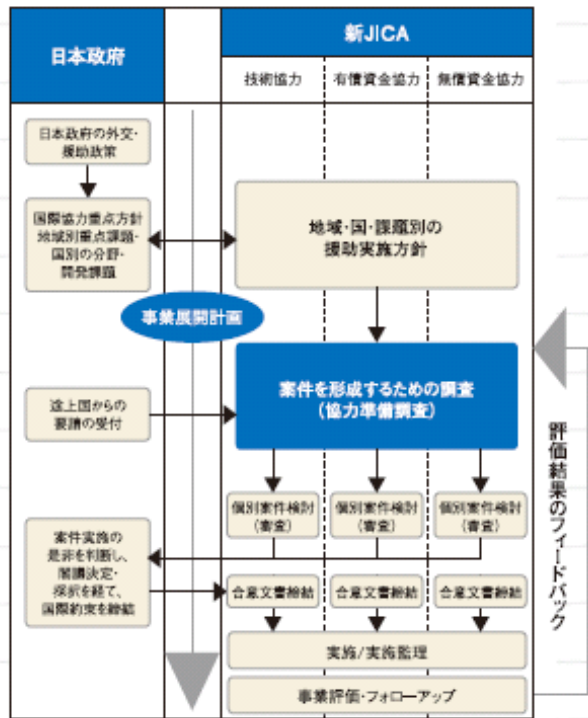 日本政府
新JICA
技術協力
有償資金協力
無償資金協力
日本政府の外交・
援助政策
国際協力重点方針
地域別重点課題・
国別の分野・
開発課題
地域・国・課題別の
援助実施方針
事業展開計画
案件を形成するための調査
(協力準備調査)
途上国からの
要請の受付
個別案件検討
(審査)
個別案件検討
(審査)
個別案件検討
(審査)
案件実施の
是非を判断し、
閣議決定・
採択を経て、
国際約束を締結
合意文書締結
合意文書締結
合意文書締結
実施/実施監理
事業評価・フォローアップ
評価結果のフィードバック